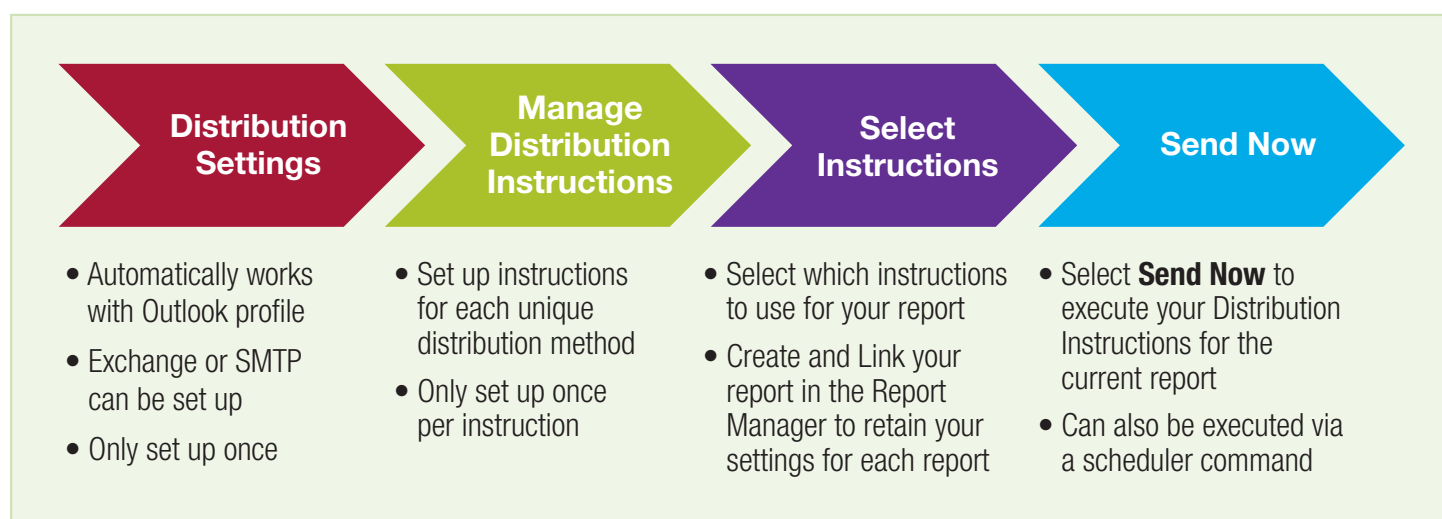 Distribution
Settings
Manage
Distribution
Instructions
Select
Instructions
Send Now
• Automatically works
with Outlook profile
• Exchange or SMTP
can be set up
• Only set up once
• Set up instructions
for each unique
distribution method
• Only set up once
per instruction
• Select which instructions
to use for your report
• Create and Link your
report in the Report
Manager to retain your
settings for each report
• Select Send Now to
execute your Distribution
Instructions for the
current report
• Can also be executed via
a scheduler command